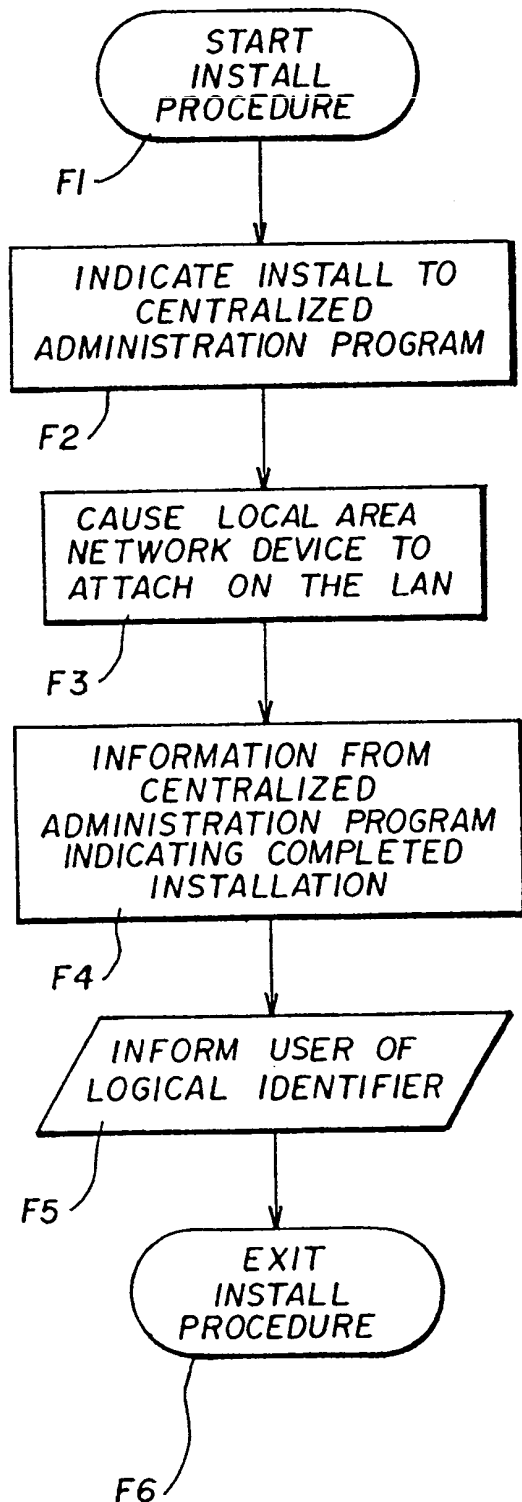 START
INSTALL
PROCEDURE
F1
INDICATE INSTALL TO
CENTRALIZED
ADMINISTRATION PROGRAM
F2
CAUSE LOCAL AREA
NETWORK DEVICE TO
ATTACH ON THE LAN
F3
INFORMATION FROM
CENTRALIZED
ADMINISTRATION PROGRAM
INDICATING COMPLETED
INSTALLATION
F4
INFORM USER OF
LOGICAL IDENTIFIER
F5
EXIT
INSTALL
PROCEDURE
F6